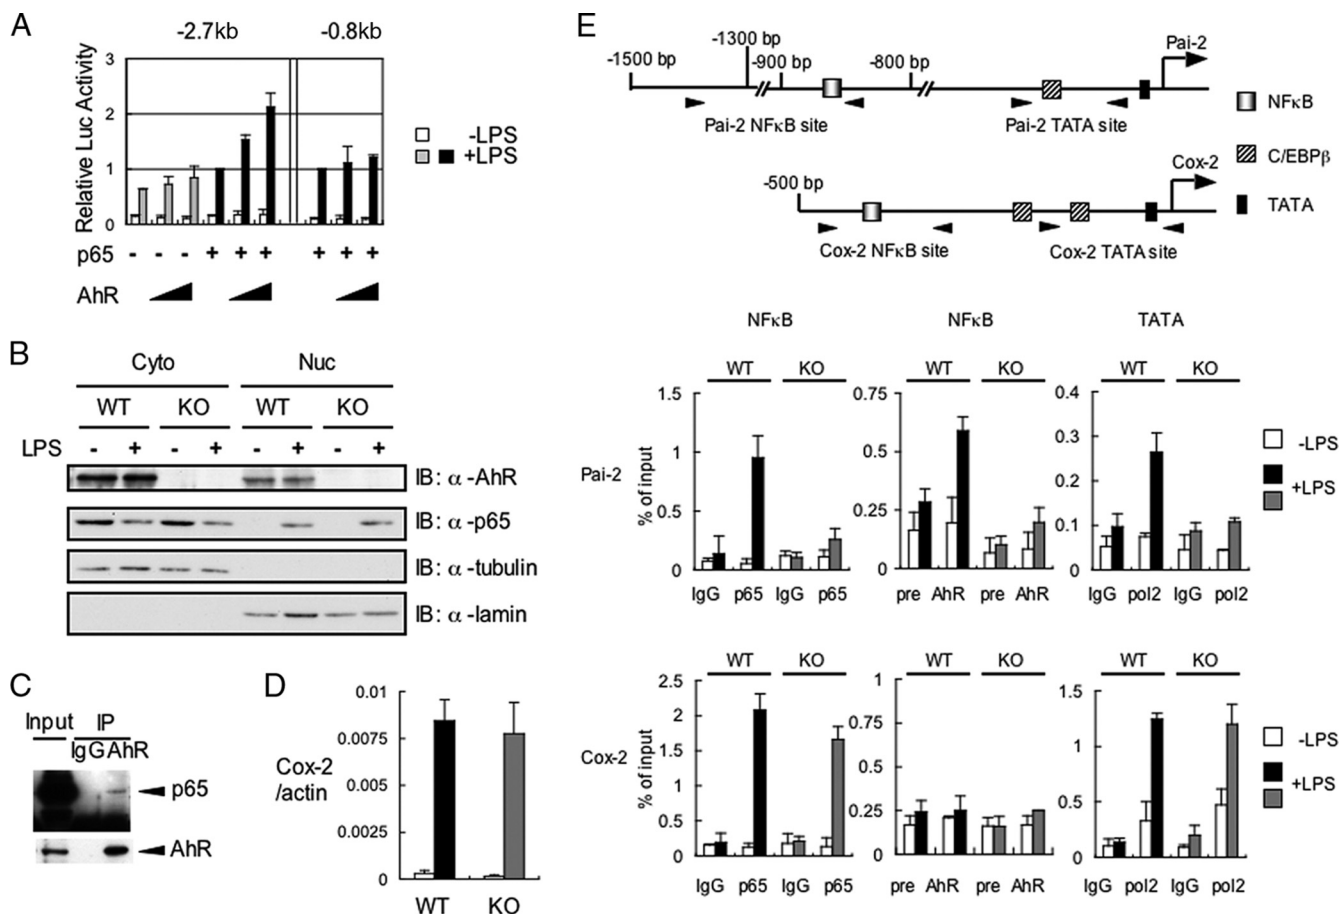 A
-2.7kb -0.8kb
Relative Luc Activity
3
2
1
0
-LPS
+LPS
p65 - - - + + + + + +
AhR
B
Cyto Nuc
WT KO WT KO
LPS - + - + - + - +
IB: α-AhR
IB: α-p65
IB: α-tubulin
IB: α-lamin
C
Input IP
IgG AhR
p65
AhR
D
Cox-2
/actin
0.01
0.0075
0.005
0.0025
0
WT KO
E
-1500 bp -1300 bp -900 bp -800 bp Pai-2
Pai-2 NFκB site Pai-2 TATA site
-500 bp Cox-2
Cox-2 NFκB site Cox-2 TATA site
NFκB
C/EBPβ
TATA
NFκB NFκB TATA
WT KO WT KO WT KO
Pai-2
% of input
1.5
1
0.5
0
IgG p65 IgG p65
0.75
0.5
0.25
0
pre AhR pre AhR
0.4
0.3
0.2
0.1
0
IgG pol2 IgG pol2
-LPS
+LPS
WT KO WT KO WT KO
Cox-2
% of input
2.5
2
1.5
1
0.5
0
IgG p65 IgG p65
1
0.75
0.5
0.25
0
pre AhR pre AhR
1.5
1
0.5
0
IgG pol2 IgG pol2
-LPS
+LPS